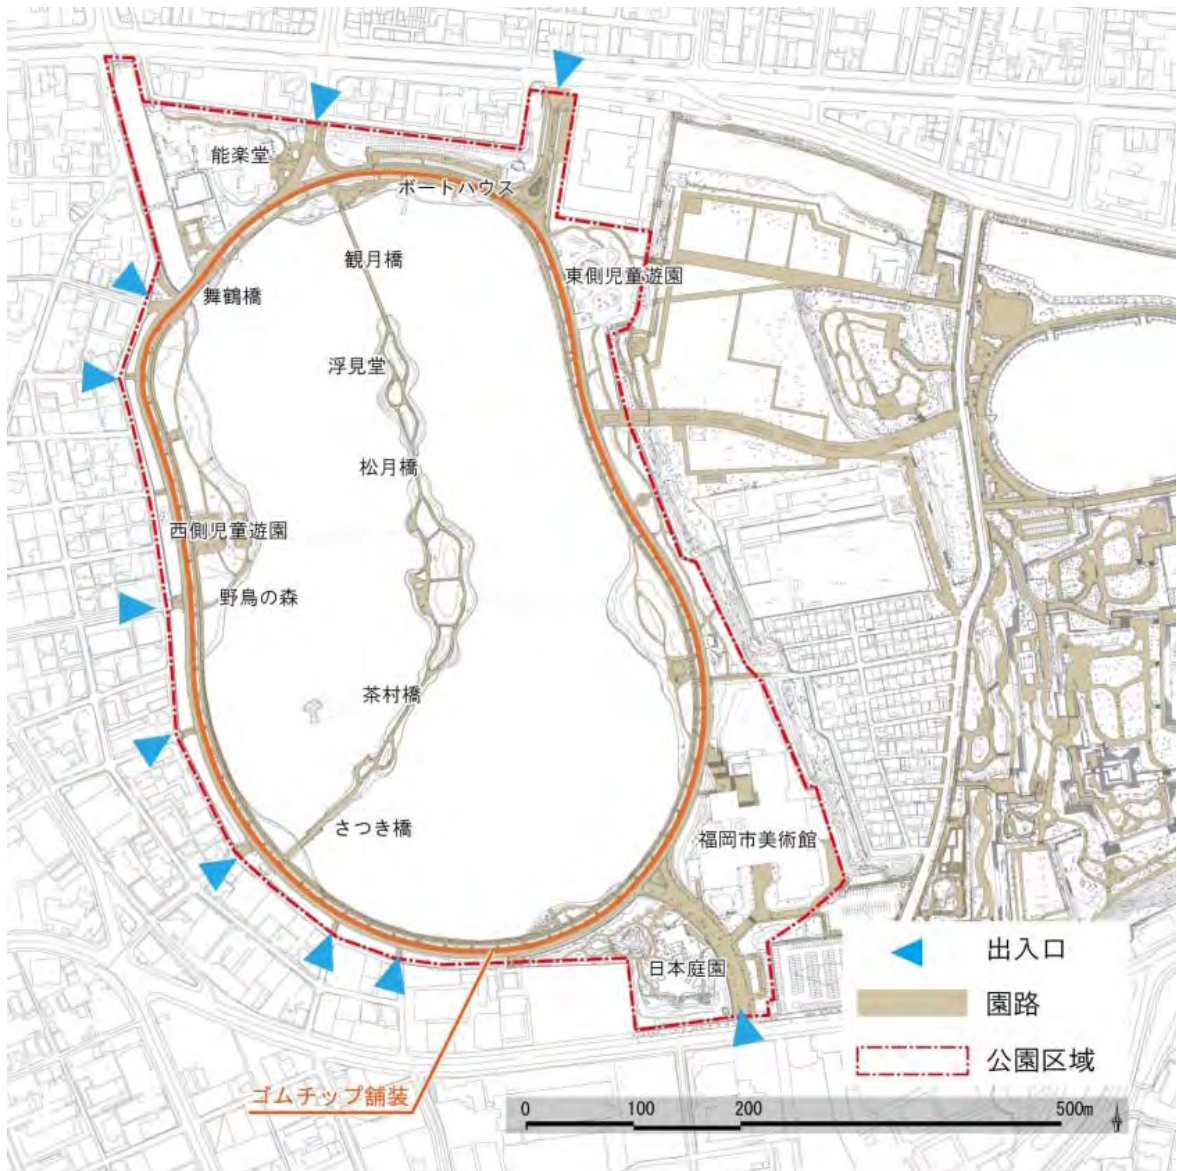 能楽堂
ボートハウス
観月橋
東側児童遊園
舞鶴橋
浮見堂
松月橋
西側児童遊園
野鳥の森
茶村橋
さつき橋
福岡市美術館
日本庭園
出入口
園路
公園区域
ゴムチップ舗装
0 100 200 500m